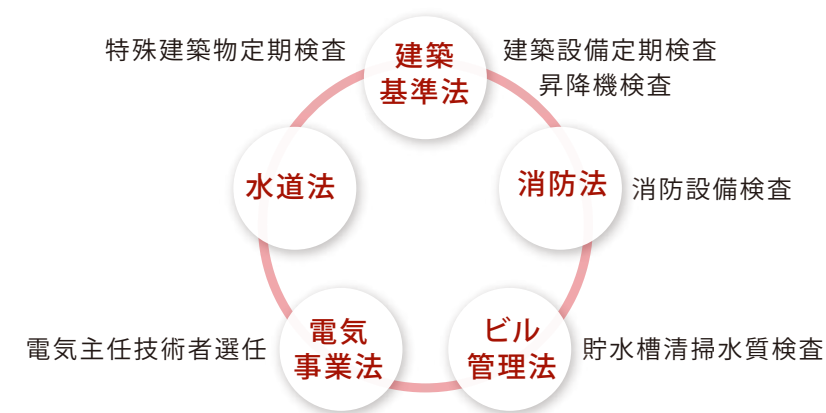 特殊建築物定期検査
建築
基準法
建築設備定期検査
昇降機検査
水道法
消防法
消防設備検査
電気主任技術者選任
電気
事業法
ビル
管理法
貯水槽清掃水質検査